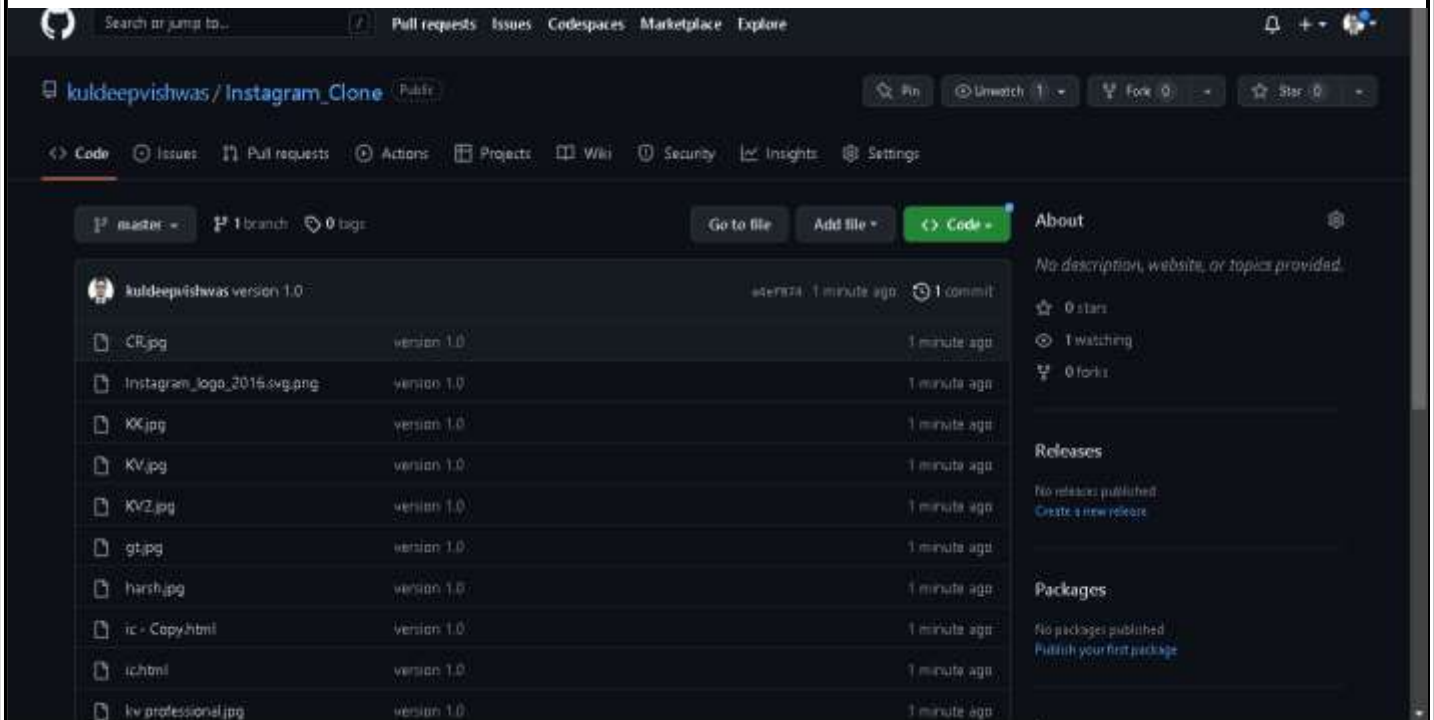 Search or jump to... / Pull requests Issues Codespaces Marketplace Explore
kuldeepvishwas / Instagram_Clone Public
Pin Unwatch 1 Fork 0 Star 0
Code Issues Pull requests Actions Projects Wiki Security Insights Settings
master 1 branch 0 tags Go to file Add file Code
About
No description, website, or topics provided.
kuldeepvishwas version 1.0 1 minute ago 1 commit
0 stars
CR.jpg version 1.0 1 minute ago
1 watching
Instagram_logo_2016.svg.png version 1.0 1 minute ago
0 forks
KK.jpg version 1.0 1 minute ago
Releases
KV.jpg version 1.0 1 minute ago
No releases published
KV2.jpg version 1.0 1 minute ago
Create a new release
gt.jpg version 1.0 1 minute ago
harsh.jpg version 1.0 1 minute ago
Packages
ic - Copy.html version 1.0 1 minute ago
No packages published
Publish your first package
ic.html version 1.0 1 minute ago
kv professional.jpg version 1.0 1 minute ago